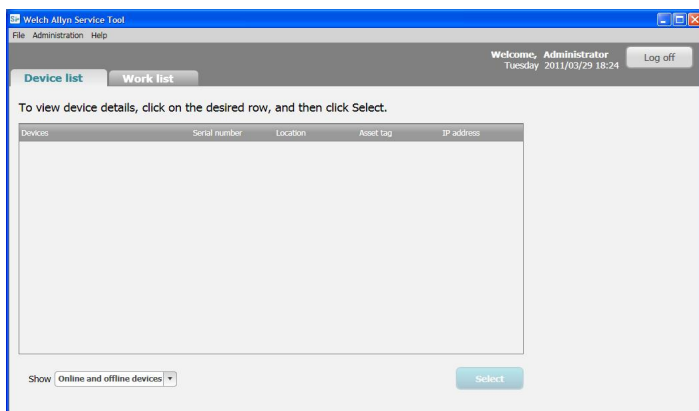 Welch Allyn Service Tool
File Administration Help
Welcome, Administrator
Tuesday 2011/03/29 18:24
Log off
Device list Work list
To view device details, click on the desired row, and then click Select.
Devices Serial number Location Asset tag IP address
Show Online and offline devices Select